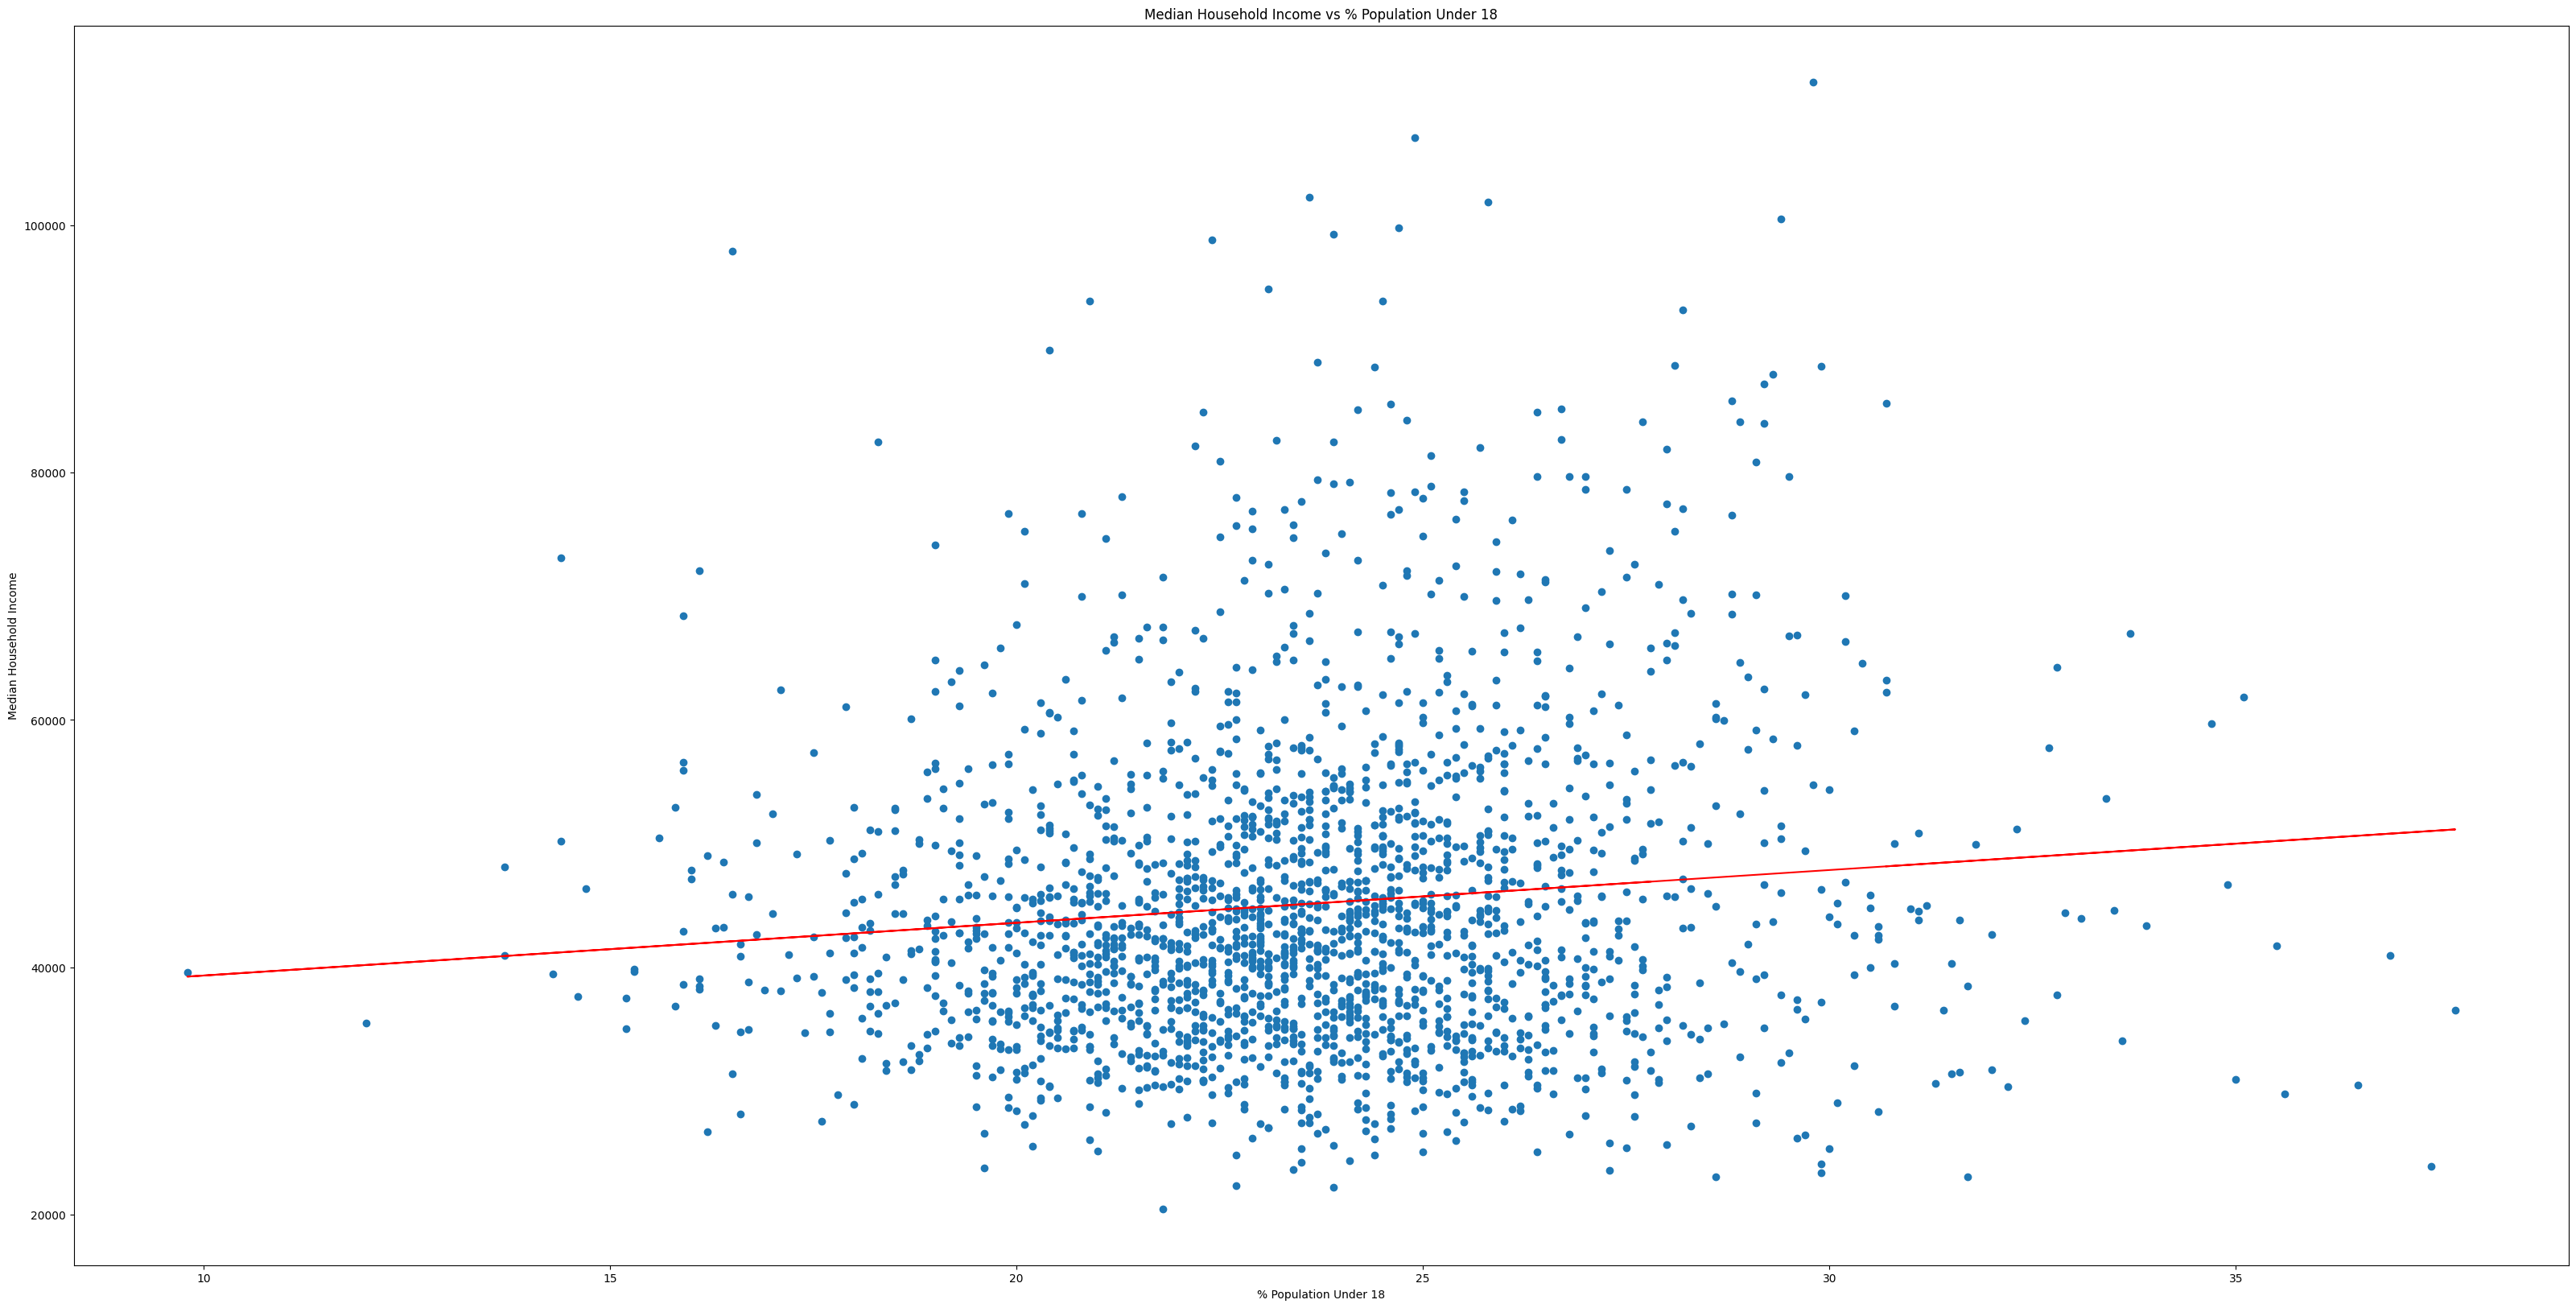 Median Household Income vs % Population Under 18
100000
80000
60000
40000
20000
Median Household Income
10 15 20 25 30 35
% Population Under 18